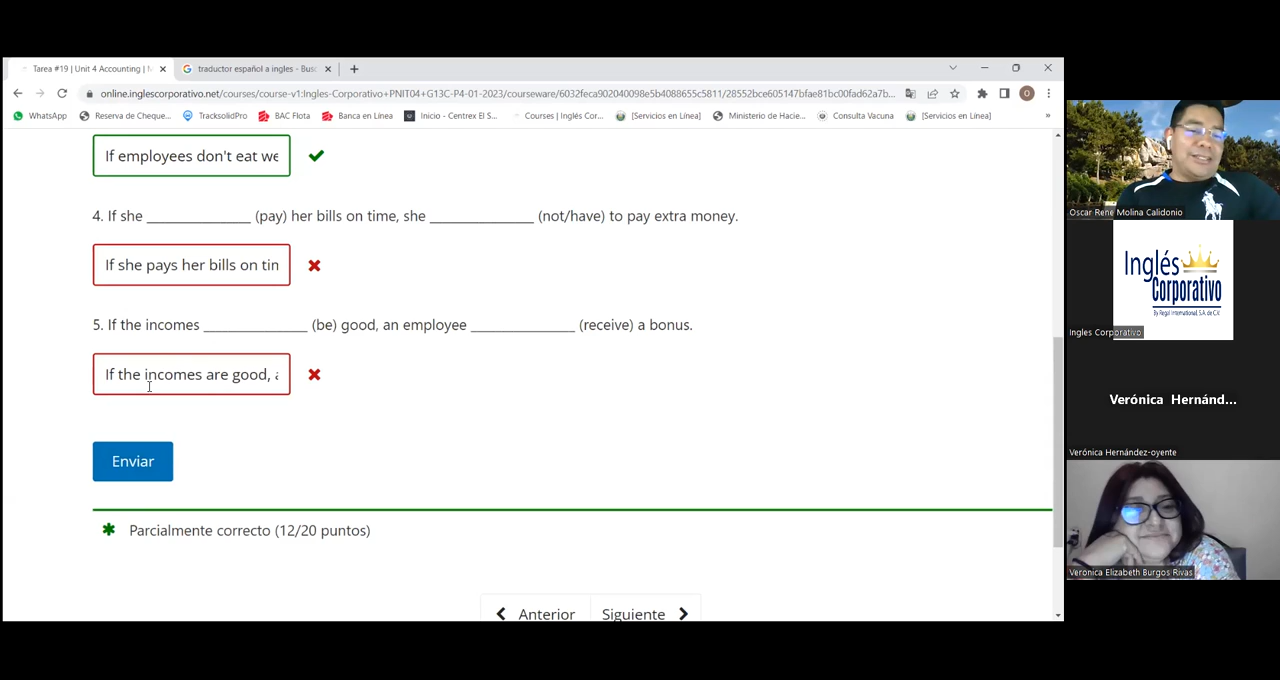 Tarea #19 | Unit 4 Accounting |
traductor español a ingles - Busc
online.inglescorporativo.net/courses/course-v1:Ingles-Corporativo+PNIT04+G13C-P4-01-2023/courseware/6032feca902040098e5b4088655c5811/28552bce605147bfae81bc00fad62a7b...
WhatsApp Reserva de Cheque... TracksolidPro BAC Flota Banca en Línea Inicio - Centrex El S... Courses | Inglés Cor... [Servicios en Línea] Ministerio de Hacie... Consulta Vacuna [Servicios en Línea] »
If employees don't eat we
4. If she ______________ (pay) her bills on time, she ______________ (not/have) to pay extra money.
If she pays her bills on tin
5. If the incomes ______________ (be) good, an employee ______________ (receive) a bonus.
If the incomes are good, a
Enviar
Parcialmente correcto (12/20 puntos)
Anterior Siguiente
Oscar Rene Molina Calidonio
Inglés
Corporativo
By Regal International, S.A. de C.V.
Ingles Corporativo
Verónica Hernánd...
Verónica Hernández-oyente
Veronica Elizabeth Burgos Rivas